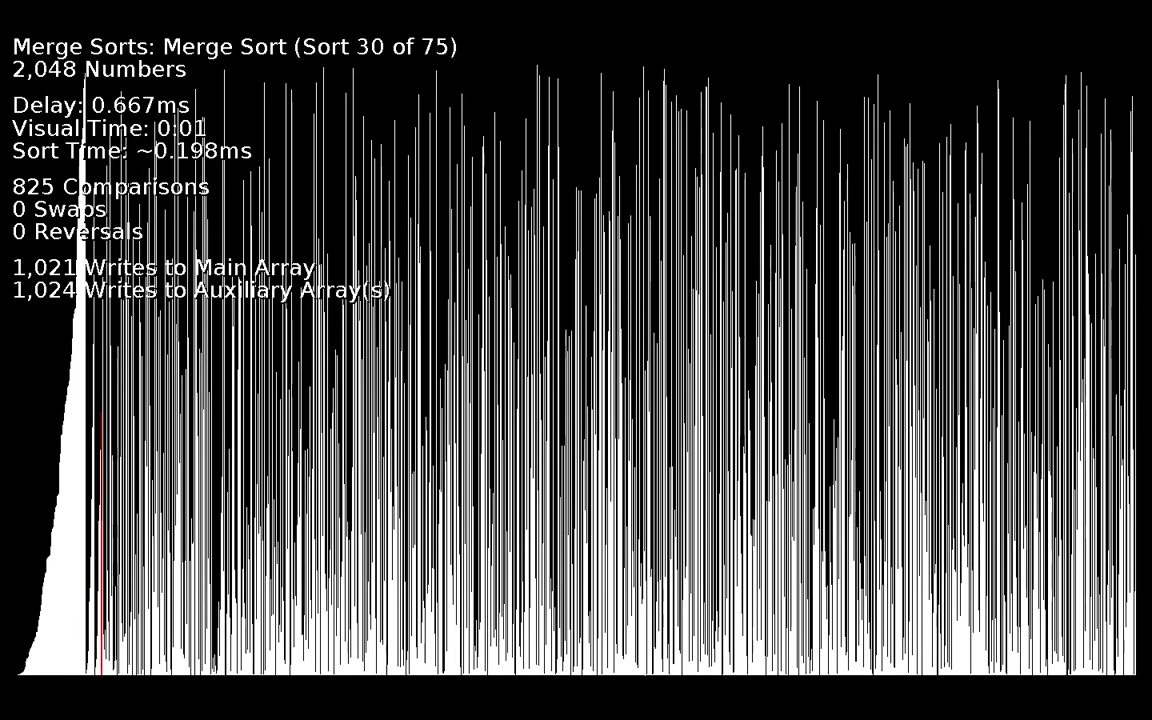 Merge Sorts: Merge Sort (Sort 30 of 75)
2,048 Numbers
Delay: 0.667ms
Visual Time: 0:01
Sort Time: ~0.198ms
825 Comparisons
0 Swaps
0 Reversals
1,021 Writes to Main Array
1,024 Writes to Auxiliary Array(s)